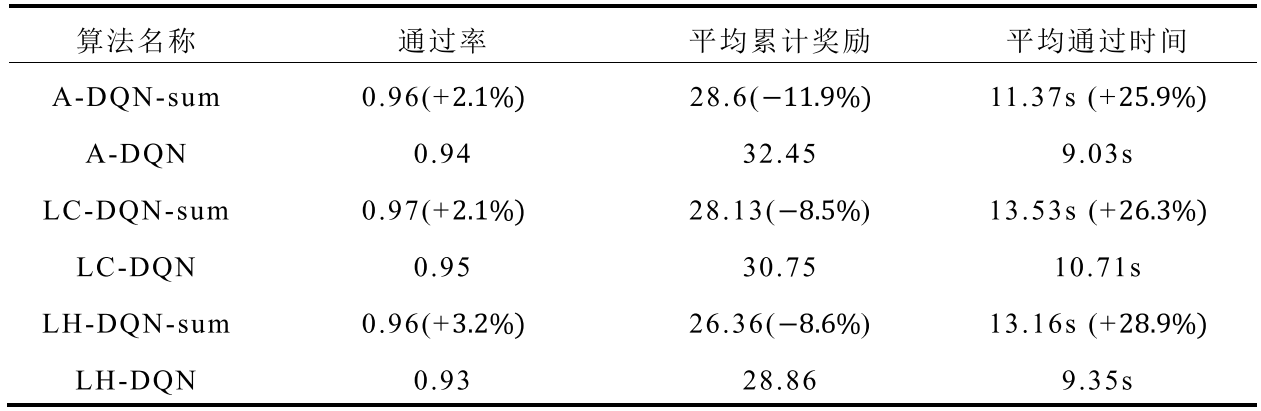 算法名称 通过率 平均累计奖励 平均通过时间
A-DQN-sum 0.96(+2.1%) 28.6(−11.9%) 11.37s (+25.9%)
A-DQN 0.94 32.45 9.03s
LC-DQN-sum 0.97(+2.1%) 28.13(−8.5%) 13.53s (+26.3%)
LC-DQN 0.95 30.75 10.71s
LH-DQN-sum 0.96(+3.2%) 26.36(−8.6%) 13.16s (+28.9%)
LH-DQN 0.93 28.86 9.35s